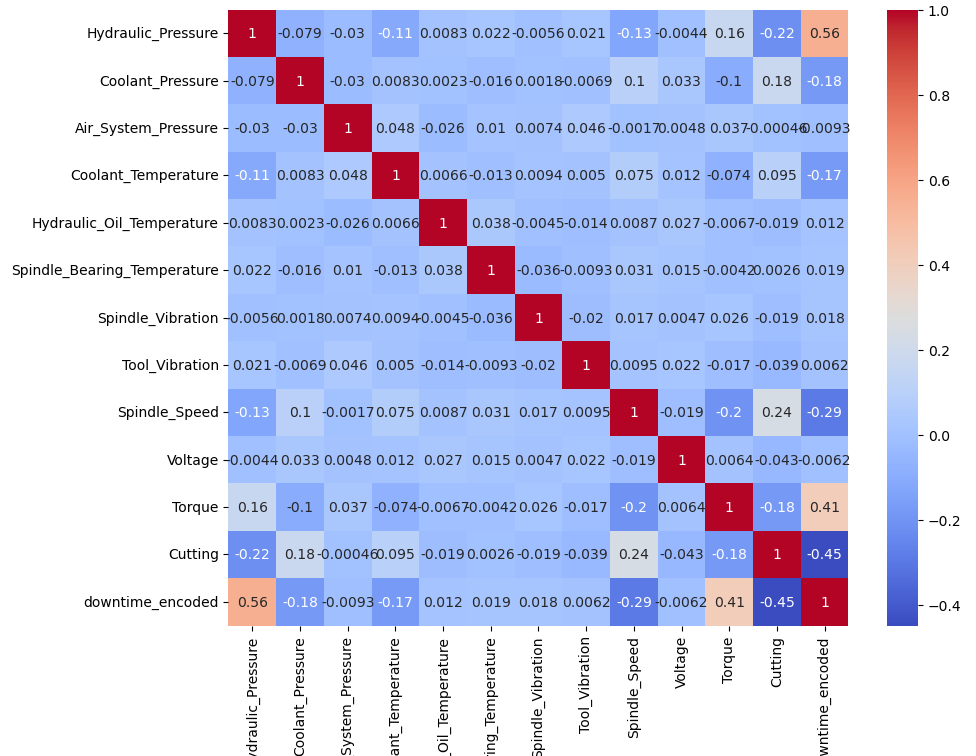 Hydraulic_Pressure 1 -0.079 -0.03 -0.11 0.0083 0.022 -0.0056 0.021 -0.13 -0.0044 0.16 -0.22 0.56
Coolant_Pressure -0.079 1 -0.03 0.0083 0.0023 -0.016 0.0018 -0.0069 0.1 0.033 -0.1 0.18 -0.18
Air_System_Pressure -0.03 -0.03 1 0.048 -0.026 0.01 0.0074 0.046 -0.0017 0.0048 0.037 -0.00046 -0.0093
Coolant_Temperature -0.11 0.0083 0.048 1 0.0066 -0.013 0.0094 0.005 0.075 0.012 -0.074 0.095 -0.17
Hydraulic_Oil_Temperature 0.0083 0.0023 -0.026 0.0066 1 0.038 -0.0045 -0.014 0.0087 0.027 -0.0067 -0.019 0.012
Spindle_Bearing_Temperature 0.022 -0.016 0.01 -0.013 0.038 1 -0.036 -0.0093 0.031 0.015 -0.0042 0.0026 0.019
Spindle_Vibration -0.0056 0.0018 0.0074 0.0094 -0.0045 -0.036 1 -0.02 0.017 0.0047 0.026 -0.019 0.018
Tool_Vibration 0.021 -0.0069 0.046 0.005 -0.014 -0.0093 -0.02 1 0.0095 0.022 -0.017 -0.039 0.0062
Spindle_Speed -0.13 0.1 -0.0017 0.075 0.0087 0.031 0.017 0.0095 1 -0.019 -0.2 0.24 -0.29
Voltage -0.0044 0.033 0.0048 0.012 0.027 0.015 0.0047 0.022 -0.019 1 0.0064 -0.043 -0.0062
Torque 0.16 -0.1 0.037 -0.074 -0.0067 -0.0042 0.026 -0.017 -0.2 0.0064 1 -0.18 0.41
Cutting -0.22 0.18 -0.00046 0.095 -0.019 0.0026 -0.019 -0.039 0.24 -0.043 -0.18 1 -0.45
downtime_encoded 0.56 -0.18 -0.0093 -0.17 0.012 0.019 0.018 0.0062 -0.29 -0.0062 0.41 -0.45 1
ydraulic_Pressure
Coolant_Pressure
System_Pressure
ant_Temperature
_Oil_Temperature
ing_Temperature
Spindle_Vibration
Tool_Vibration
Spindle_Speed
Voltage
Torque
Cutting
wntime_encoded
1.0
0.8
0.6
0.4
0.2
0.0
−0.2
−0.4